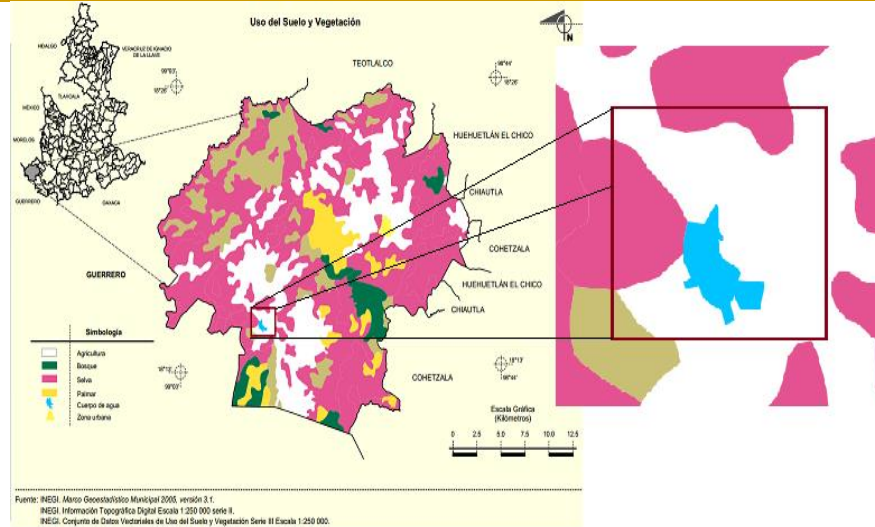 Uso del Suelo y Vegetación
N
HIDALGO
VERACRUZ DE IGNACIO
DE LA LLAVE
TLAXCALA
MÉXICO
MORELOS
GUERRERO
OAXACA
TEOTLALCO
HUEHUETLÁN EL CHICO
CHIAUTLA
COHETZALA
HUEHUETLÁN EL CHICO
CHIAUTLA
GUERRERO
COHETZALA
Simbología
Agricultura
Bosque
Selva
Palmar
Cuerpo de agua
Zona urbana
Escala Gráfica
(Kilómetros)
0 2.5 5.0 7.5 10.0 12.5
Fuente: INEGI. Marco Geoestadístico Municipal 2005, versión 3.1.
INEGI. Información Topográfica Digital Escala 1:250 000 serie II.
INEGI. Conjunto de Datos Vectoriales de Uso del Suelo y Vegetación Serie III Escala 1:250 000.